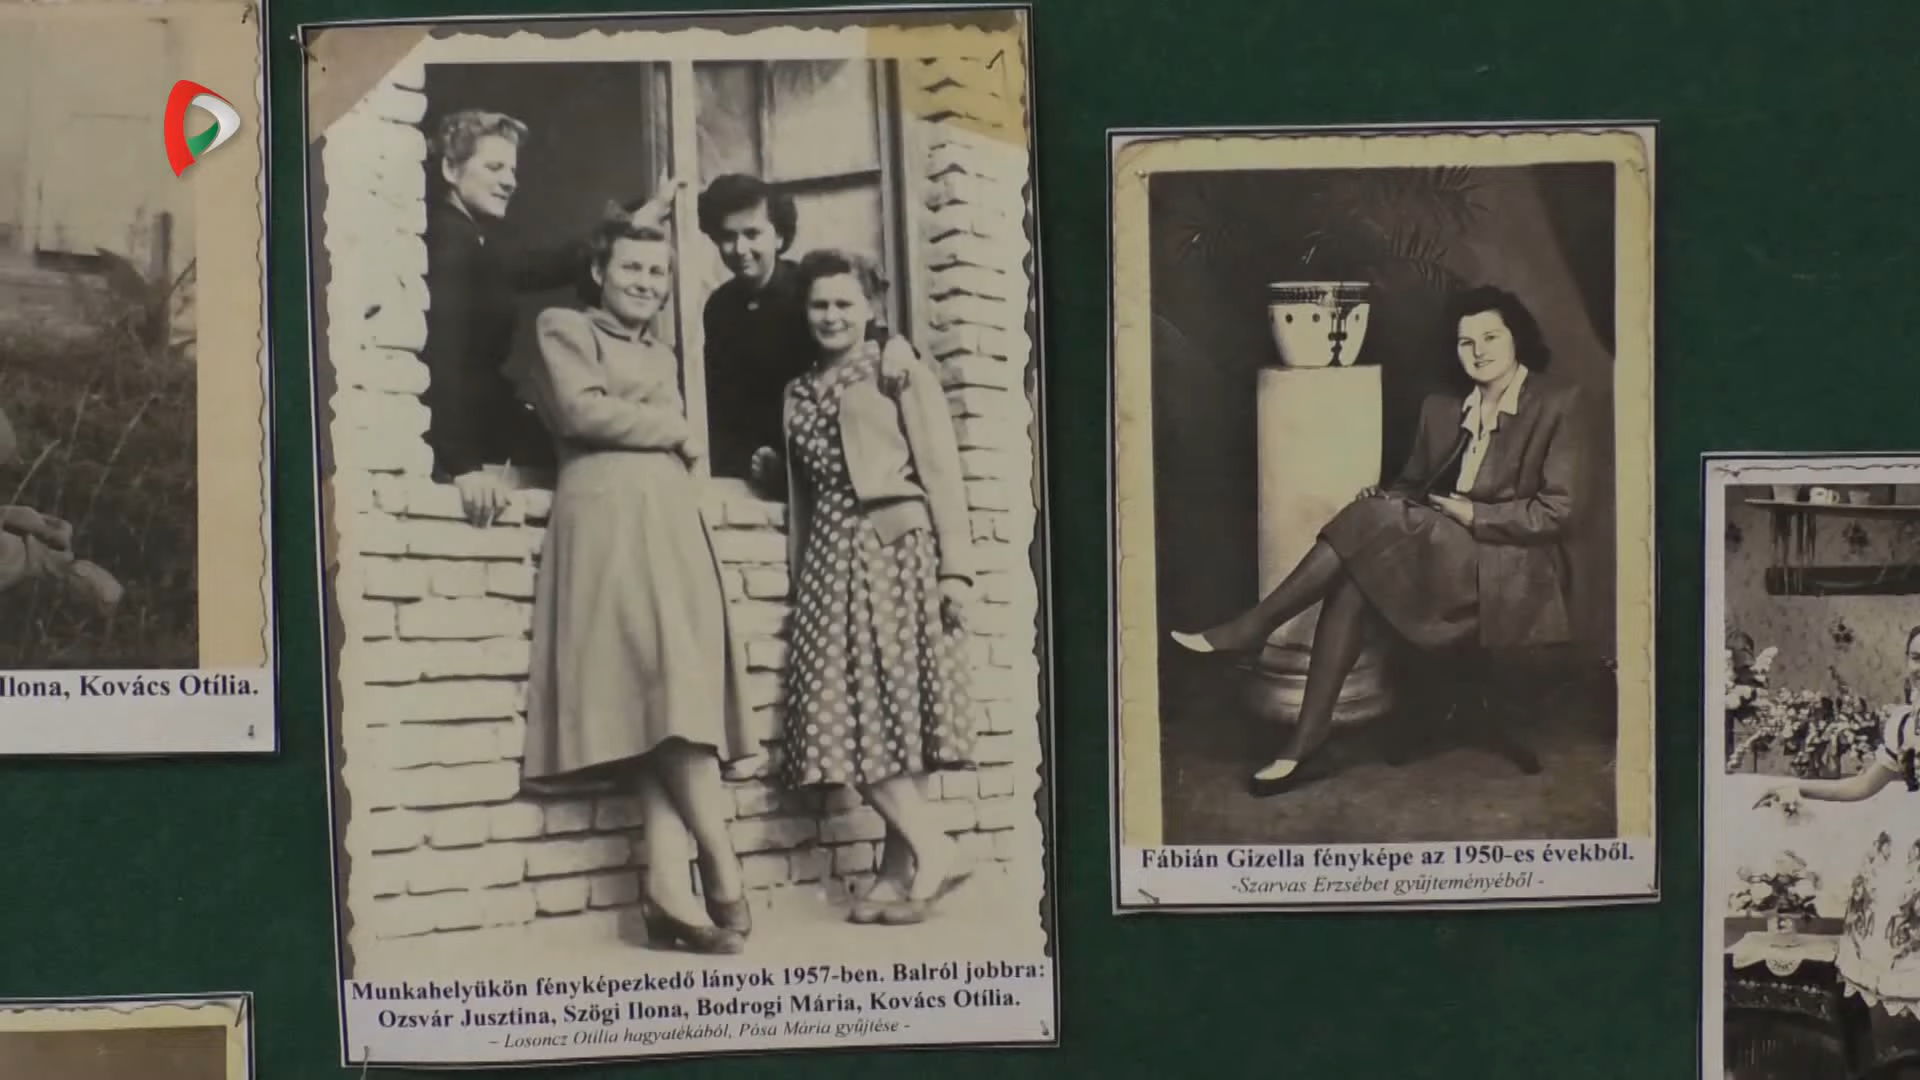 Ilona, Kovács Otília.
Munkahelyükön fényképezkedő lányok 1957-ben. Balról jobbra:
Ozsvár Jusztina, Szögi Ilona, Bodrogi Mária, Kovács Otília.
– Losoncz Otília hagyatékából, Pósa Mária gyűjtése -
Fábián Gizella fényképe az 1950-es évekből.
-Szarvas Erzsébet gyűjteményéből -